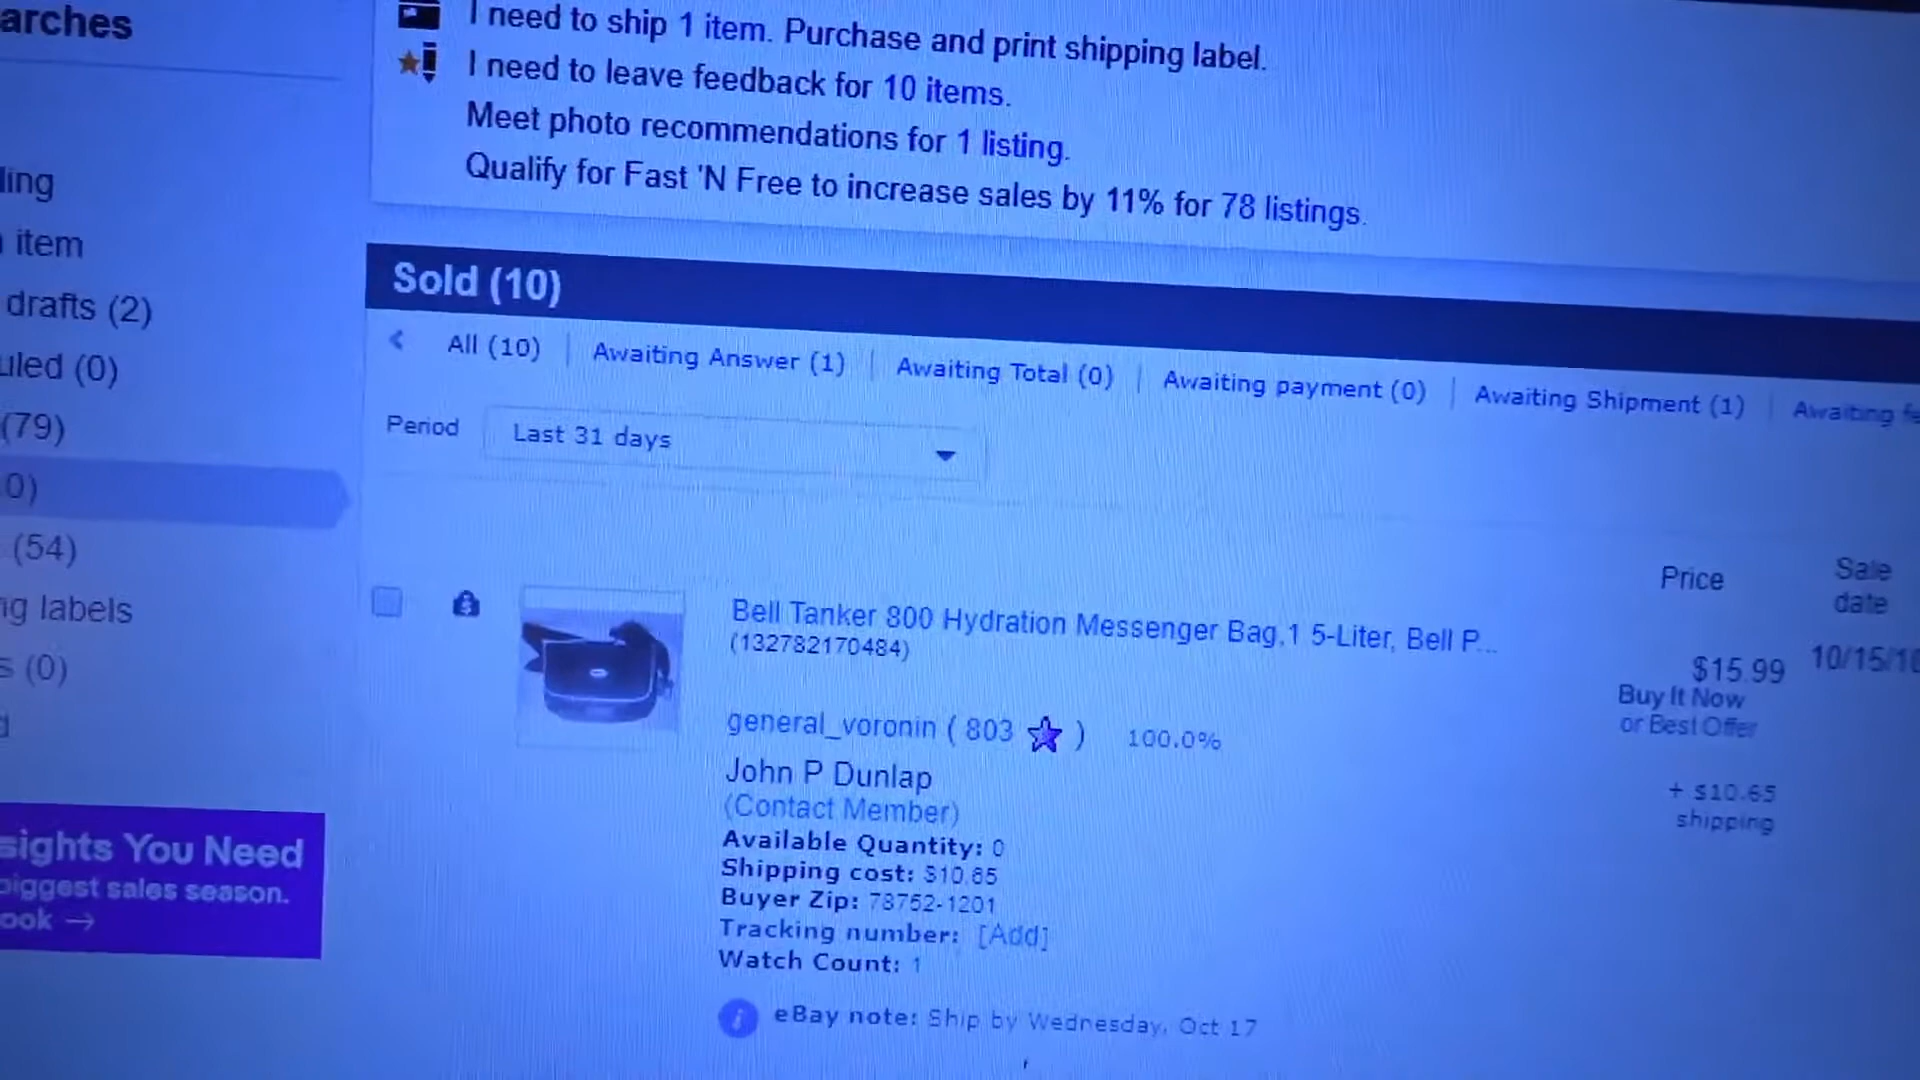 arches
I need to ship 1 item. Purchase and print shipping label.
I need to leave feedback for 10 items.
Meet photo recommendations for 1 listing.
Qualify for Fast 'N Free to increase sales by 11% for 78 listings.
ling
item
drafts (2)
uled (0)
(79)
0)
(54)
ng labels
s (0)
Sold (10)
All (10) | Awaiting Answer (1) | Awaiting Total (0) | Awaiting payment (0) | Awaiting Shipment (1) | Awaiting fe
Period Last 31 days
Price Sale date
Bell Tanker 800 Hydration Messenger Bag,1 5-Liter, Bell P...
(132782170484)
$15.99 10/15/18
Buy It Now
or Best Offer
general_voronin ( 803 ) 100.0%
John P Dunlap
(Contact Member)
+ $10.65
shipping
Available Quantity: 0
Shipping cost: $10.65
Buyer Zip: 78752-1201
Tracking number: [Add]
Watch Count: 1
eBay note: Ship by Wednesday, Oct 17
sights You Need
biggest sales season.
ook →